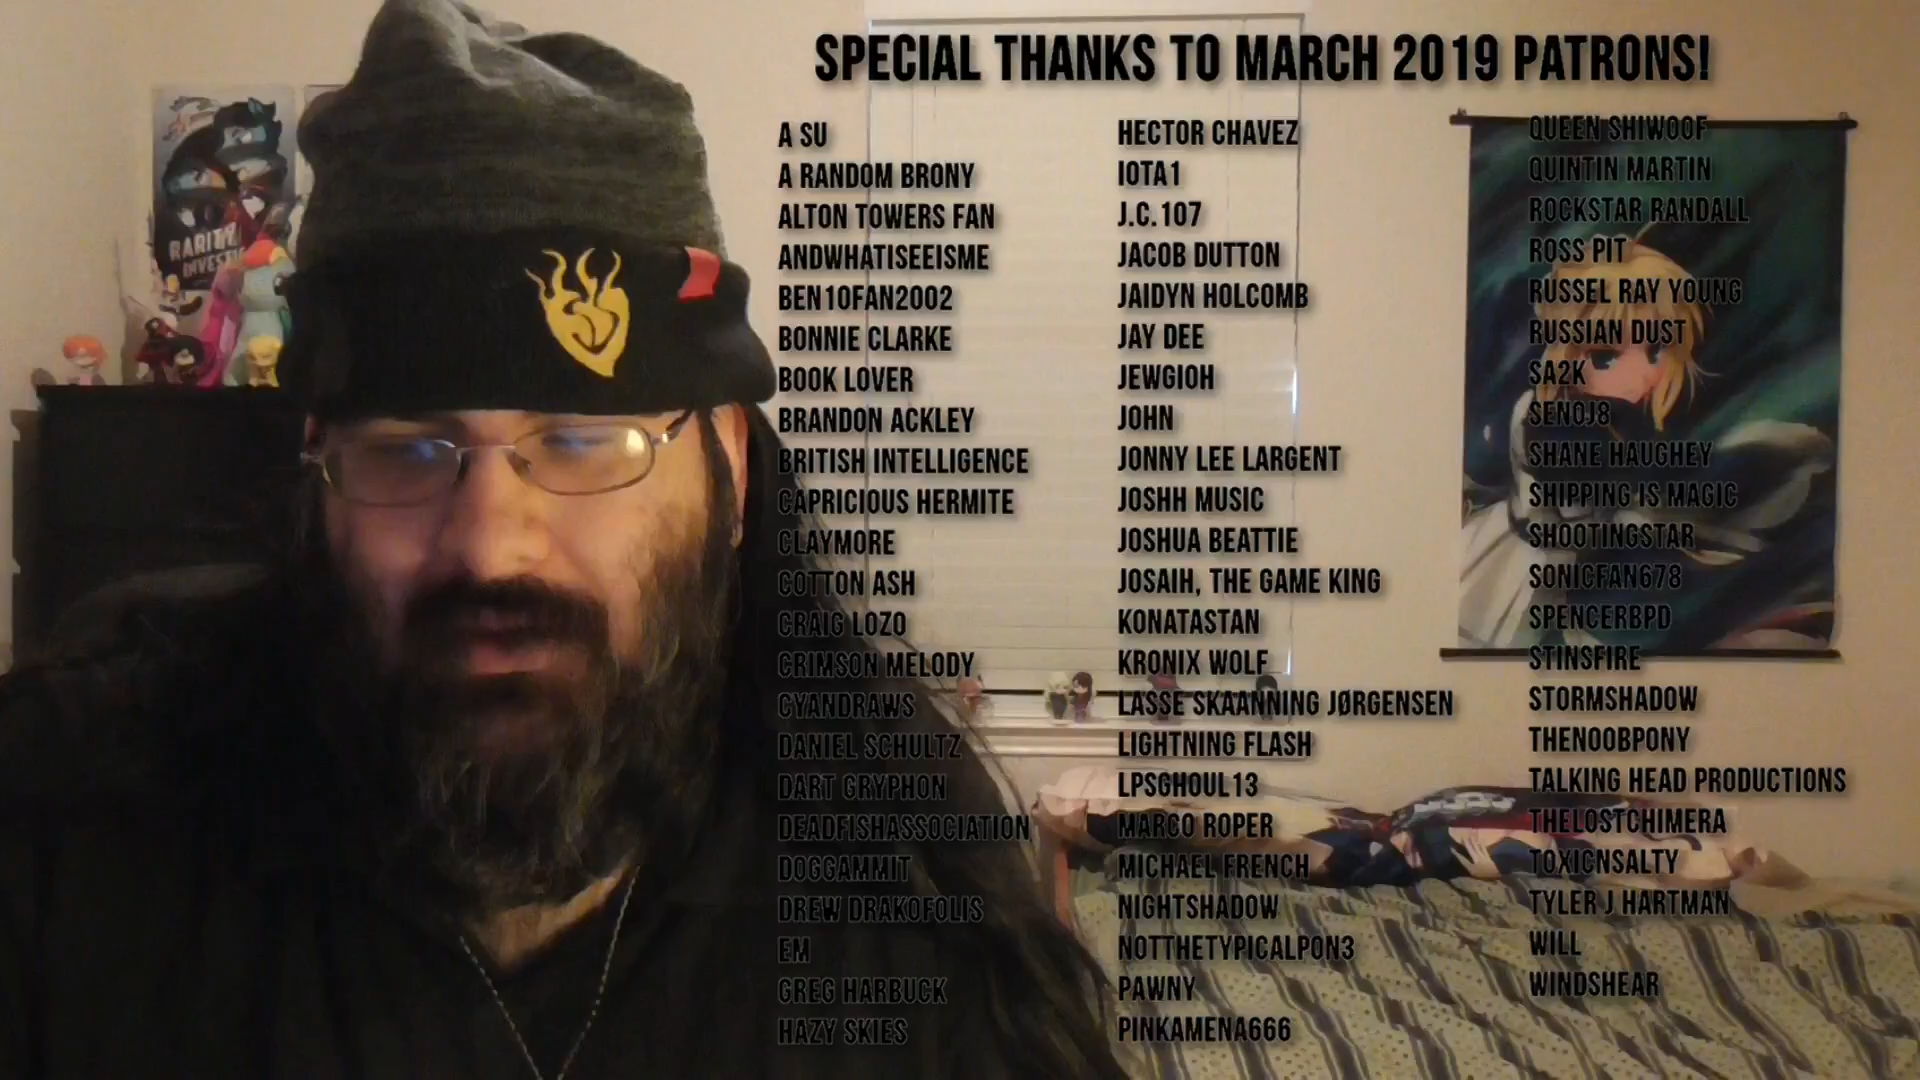 SPECIAL THANKS TO MARCH 2019 PATRONS!
A SU
A RANDOM BRONY
ALTON TOWERS FAN
ANDWHATISEEISME
BEN10FAN2002
BONNIE CLARKE
BOOK LOVER
BRANDON ACKLEY
BRITISH INTELLIGENCE
CAPRICIOUS HERMITE
CLAYMORE
COTTON ASH
CRAIG LOZO
CRIMSON MELODY
CYANDRAWS
DANIEL SCHULTZ
DART GRYPHON
DEADFISHASSOCIATION
DOGGAMMIT
DREW DRAKOFOLIS
EM
GREG HARBUCK
HAZY SKIES
HECTOR CHAVEZ
IOTA1
J.C.107
JACOB DUTTON
JAIDYN HOLCOMB
JAY DEE
JEWGIOH
JOHN
JONNY LEE LARGENT
JOSHH MUSIC
JOSHUA BEATTIE
JOSAIH, THE GAME KING
KONATASTAN
KRONIX WOLF
LASSE SKAANNING JØRGENSEN
LIGHTNING FLASH
LPSGHOUL13
MARCO ROPER
MICHAEL FRENCH
NIGHTSHADOW
NOTTHETYPICALPON3
PAWNY
PINKAMENA666
QUEEN SHIWOOF
QUINTIN MARTIN
ROCKSTAR RANDALL
ROSS PIT
RUSSEL RAY YOUNG
RUSSIAN DUST
SA2K
SENOJ8
SHANE HAUGHEY
SHIPPING IS MAGIC
SHOOTINGSTAR
SONICFAN678
SPENCERBPD
STINSFIRE
STORMSHADOW
THENOOBPONY
TALKING HEAD PRODUCTIONS
THELOSTCHIMERA
TOXICNSALTY
TYLER J HARTMAN
WILL
WINDSHEAR
RARITY